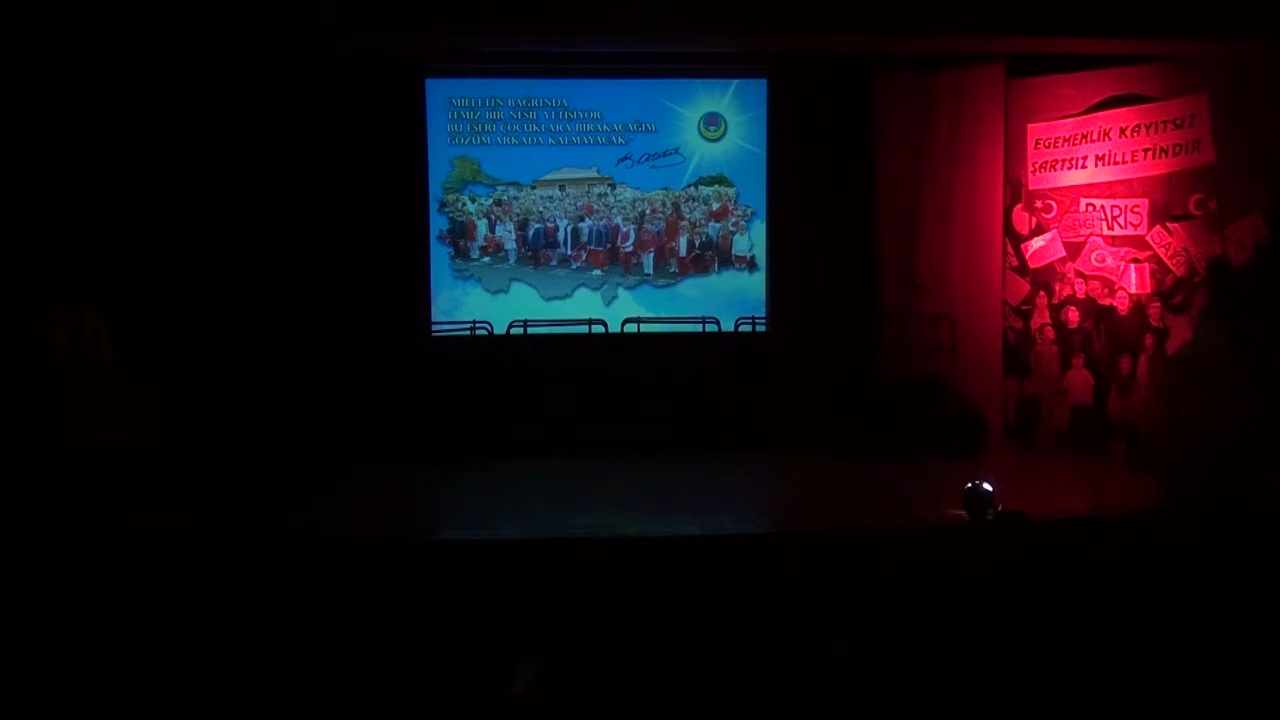 "MİLLETİN BAĞRINDA
TEMİZ BİR NESİL YETİŞİYOR.
BU ESERİ ÇOCUKLARA BIRAKACAĞIM,
GÖZÜM ARKADA KALMAYACAK."
EGEMENLİK KAYITSIZ
ŞARTSIZ MİLLETİNDİR
BARIŞ
SEVGİ